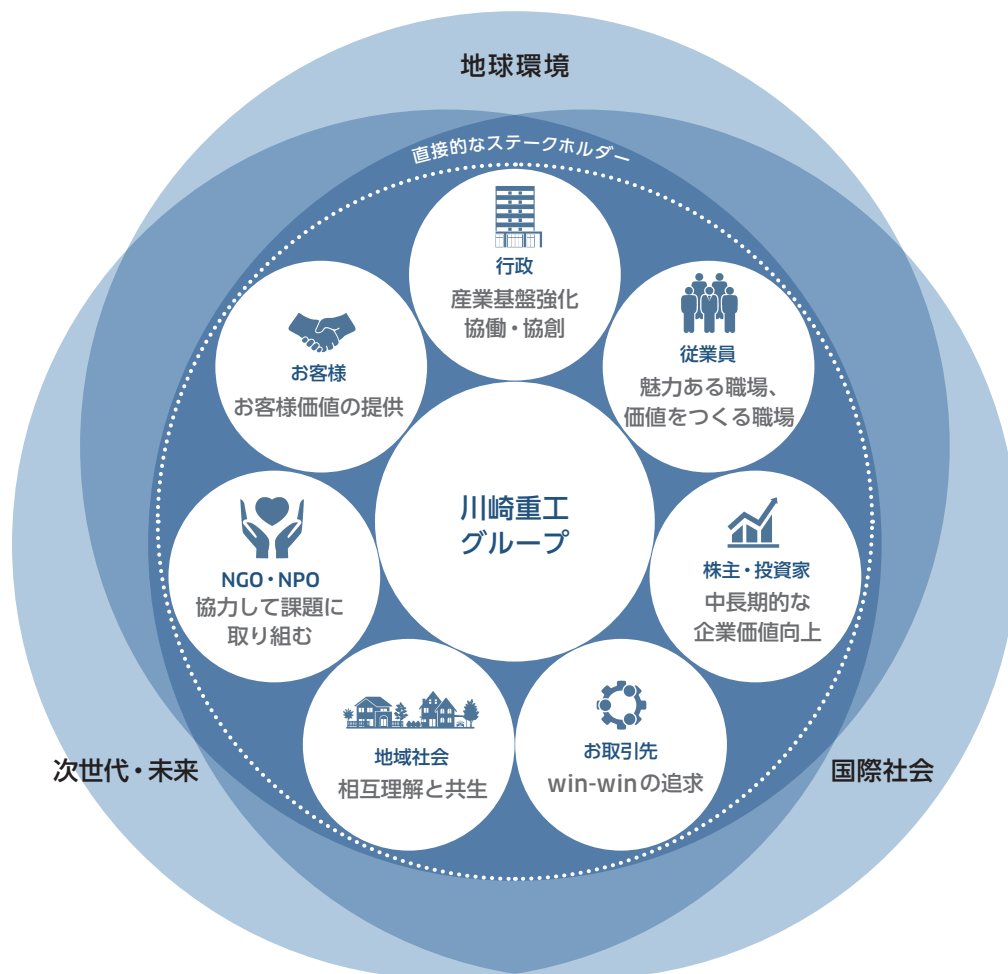 地球環境
直接的なステークホルダー
行政
産業基盤強化
協働・協創
従業員
魅力ある職場、
価値をつくる職場
お客様
お客様価値の提供
川崎重工
グループ
株主・投資家
中長期的な
企業価値向上
NGO・NPO
協力して課題に
取り組む
地域社会
相互理解と共生
お取引先
win-winの追求
次世代・未来
国際社会